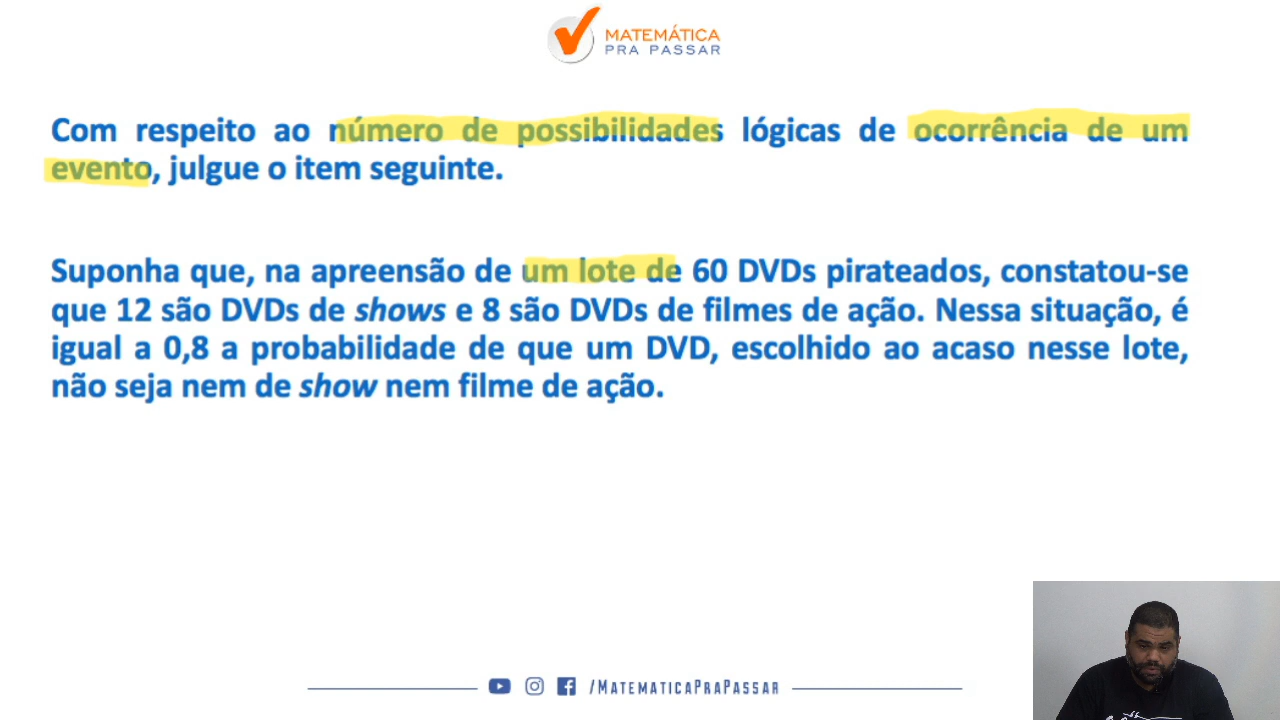 MATEMÁTICA
PRA PASSAR
Com respeito ao número de possibilidades lógicas de ocorrência de um
evento, julgue o item seguinte.
Suponha que, na apreensão de um lote de 60 DVDs pirateados, constatou-se
que 12 são DVDs de shows e 8 são DVDs de filmes de ação. Nessa situação, é
igual a 0,8 a probabilidade de que um DVD, escolhido ao acaso nesse lote,
não seja nem de show nem filme de ação.
/MATEMATICAPRAPASSAR